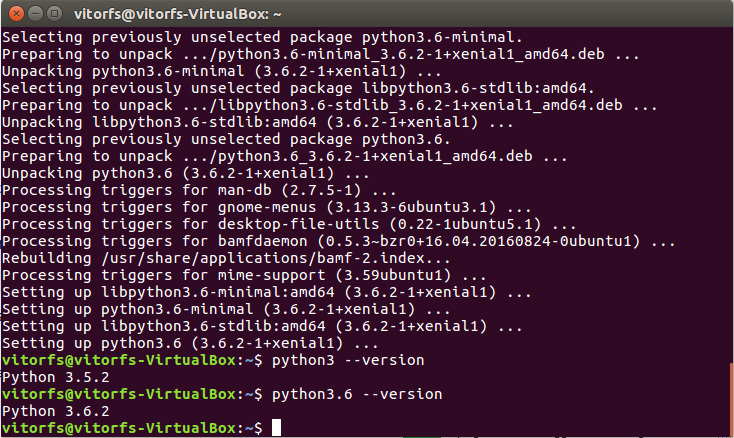 vitorfs@vitorfs-VirtualBox: ~
Selecting previously unselected package python3.6-minimal.
Preparing to unpack .../python3.6-minimal_3.6.2-1+xenial1_amd64.deb ...
Unpacking python3.6-minimal (3.6.2-1+xenial1) ...
Selecting previously unselected package libpython3.6-stdlib:amd64.
Preparing to unpack .../libpython3.6-stdlib_3.6.2-1+xenial1_amd64.deb ...
Unpacking libpython3.6-stdlib:amd64 (3.6.2-1+xenial1) ...
Selecting previously unselected package python3.6.
Preparing to unpack .../python3.6_3.6.2-1+xenial1_amd64.deb ...
Unpacking python3.6 (3.6.2-1+xenial1) ...
Processing triggers for man-db (2.7.5-1) ...
Processing triggers for gnome-menus (3.13.3-6ubuntu3.1) ...
Processing triggers for desktop-file-utils (0.22-1ubuntu5.1) ...
Processing triggers for bamfdaemon (0.5.3~bzr0+16.04.20160824-0ubuntu1) ...
Rebuilding /usr/share/applications/bamf-2.index...
Processing triggers for mime-support (3.59ubuntu1) ...
Setting up libpython3.6-minimal:amd64 (3.6.2-1+xenial1) ...
Setting up python3.6-minimal (3.6.2-1+xenial1) ...
Setting up libpython3.6-stdlib:amd64 (3.6.2-1+xenial1) ...
Setting up python3.6 (3.6.2-1+xenial1) ...
vitorfs@vitorfs-VirtualBox:~$ python3 --version
Python 3.5.2
vitorfs@vitorfs-VirtualBox:~$ python3.6 --version
Python 3.6.2
vitorfs@vitorfs-VirtualBox:~$